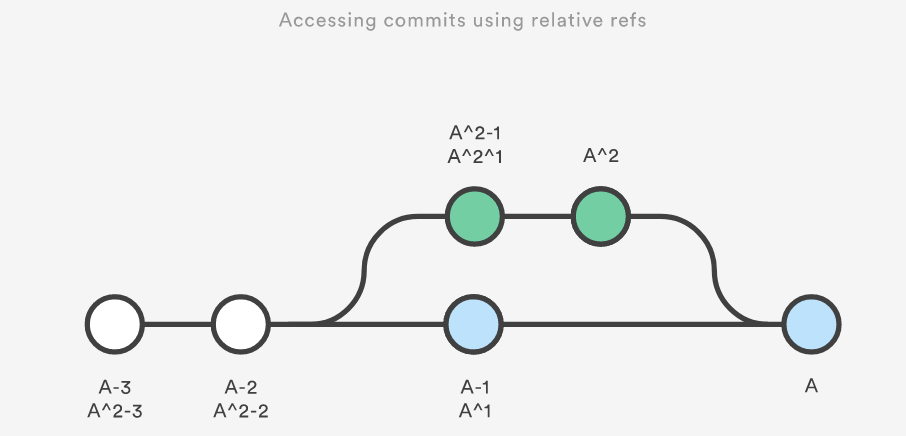 Accessing commits using relative refs
A^2-1
A^2^1
A^2
A-3
A^2-3
A-2
A^2-2
A-1
A^1
A